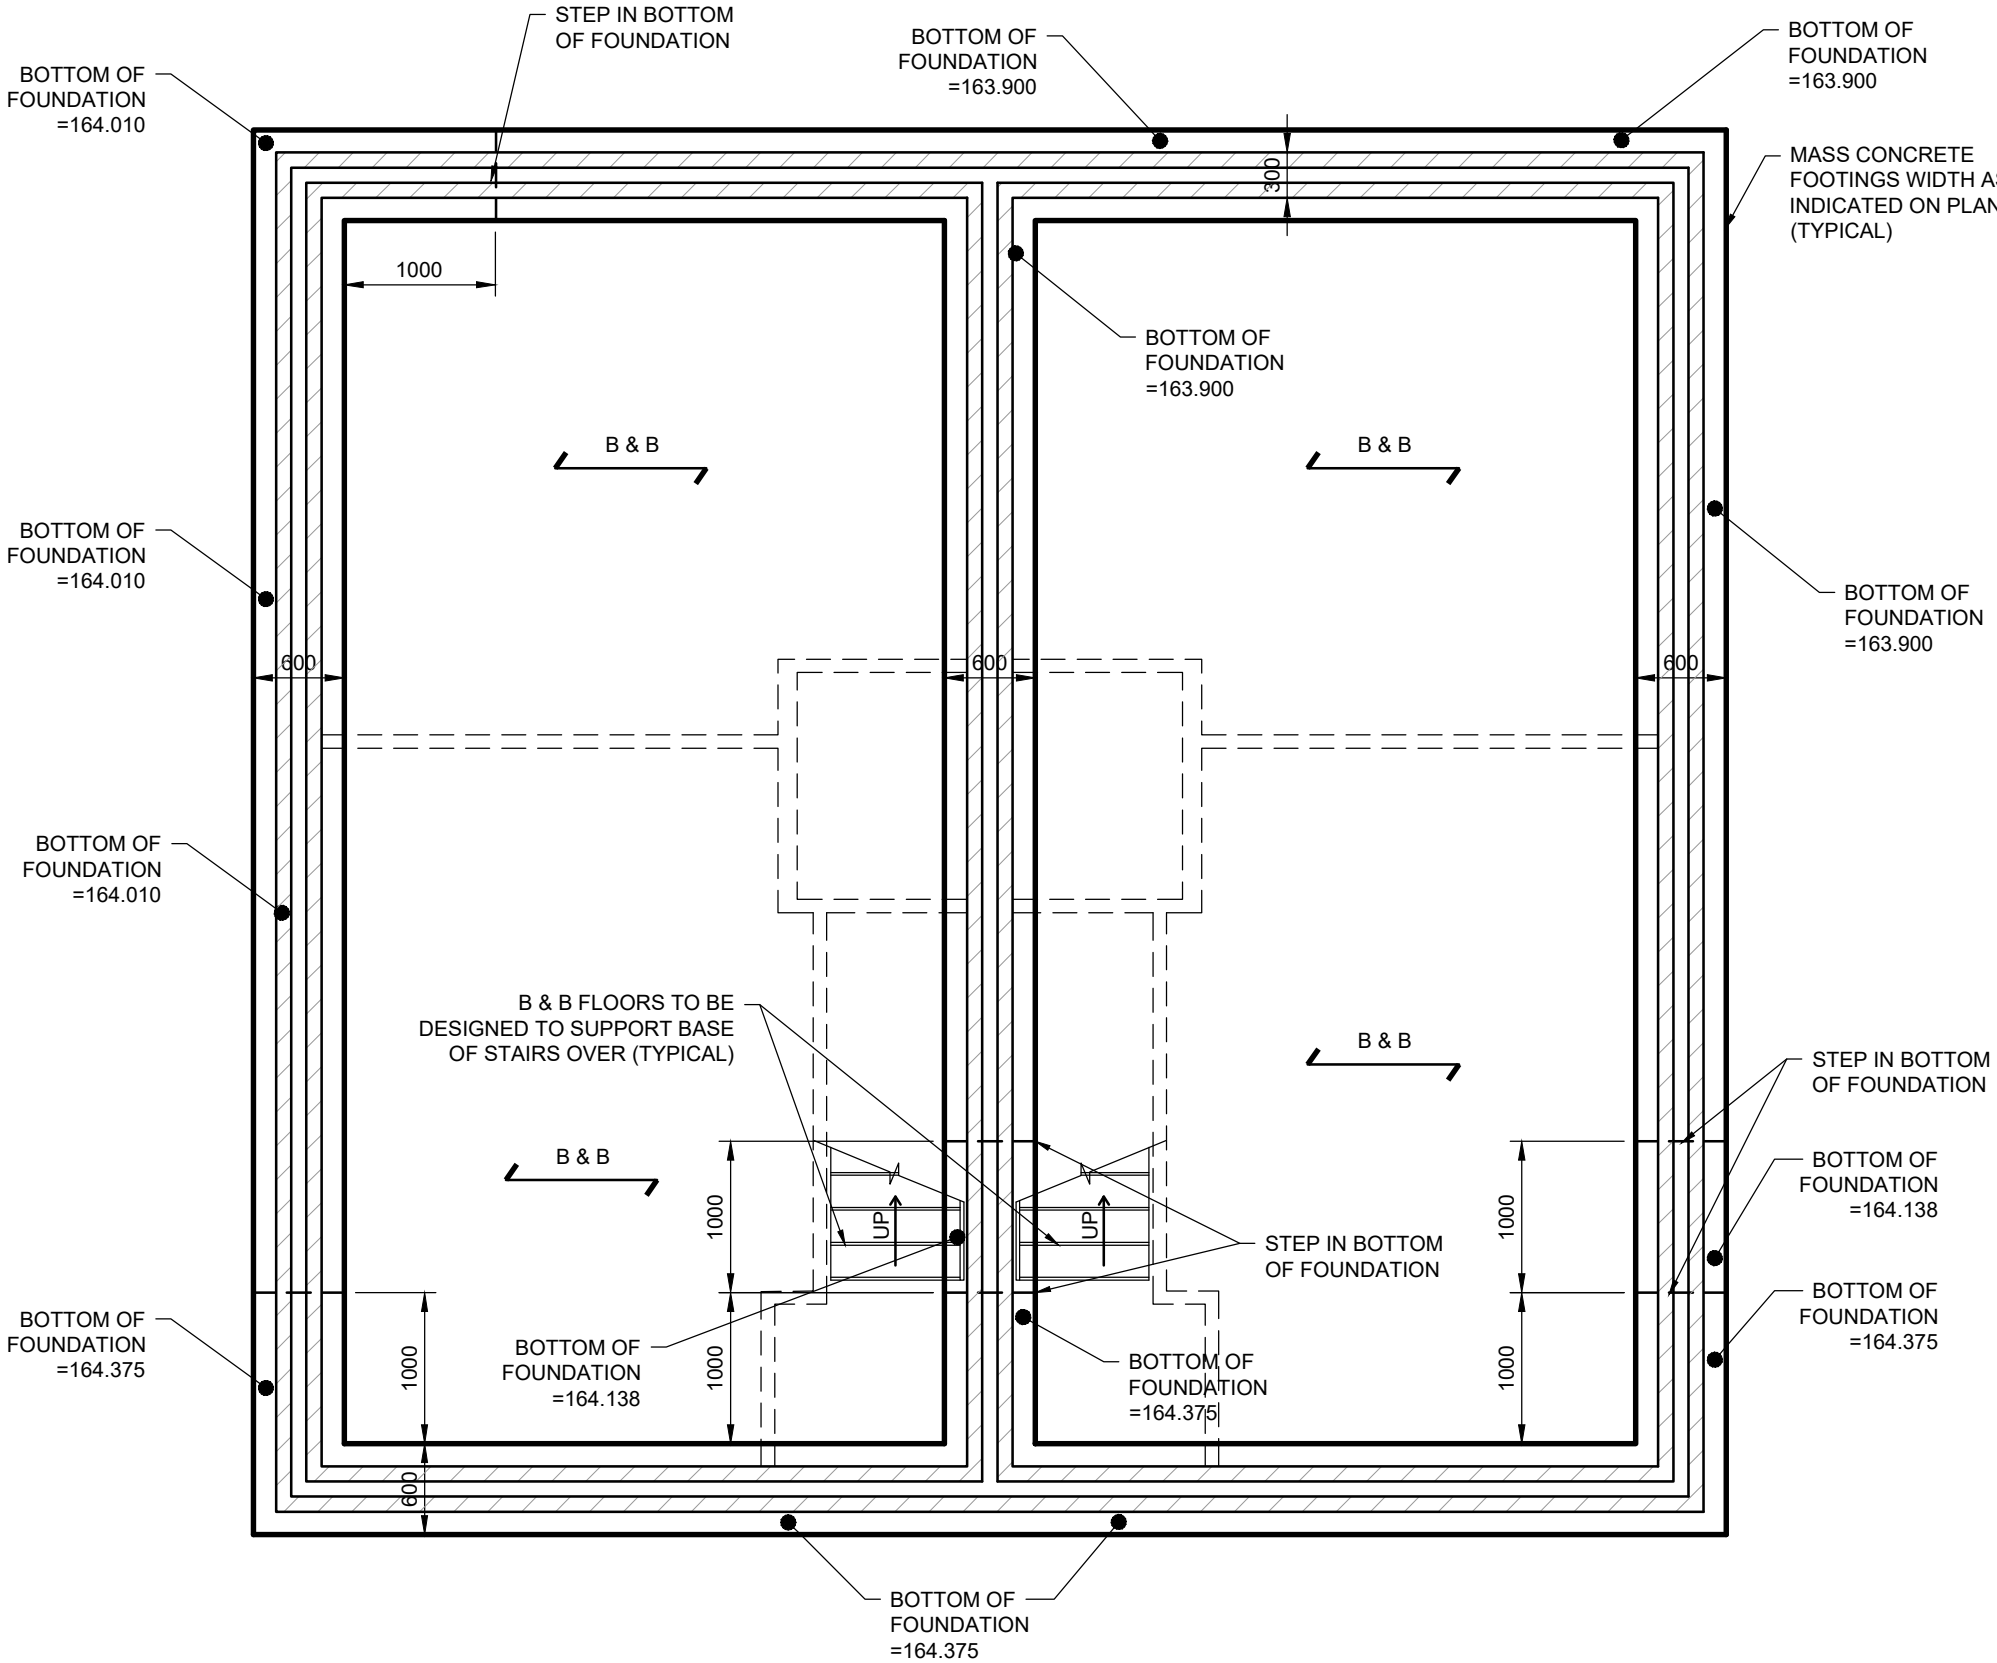 STEP IN BOTTOM
OF FOUNDATION
BOTTOM OF
FOUNDATION
=163.900
BOTTOM OF
FOUNDATION
=163.900
BOTTOM OF
FOUNDATION
=164.010
MASS CONCRETE
FOOTINGS WIDTH AS
INDICATED ON PLAN
(TYPICAL)
300
1000
BOTTOM OF
FOUNDATION
=163.900
B & B
B & B
BOTTOM OF
FOUNDATION
=164.010
BOTTOM OF
FOUNDATION
=163.900
600
600
600
BOTTOM OF
FOUNDATION
=164.010
B & B FLOORS TO BE
DESIGNED TO SUPPORT BASE
OF STAIRS OVER (TYPICAL)
B & B
STEP IN BOTTOM
OF FOUNDATION
B & B
BOTTOM OF
FOUNDATION
=164.138
1000
UP
UP
1000
STEP IN BOTTOM
OF FOUNDATION
BOTTOM OF
FOUNDATION
=164.375
BOTTOM OF
FOUNDATION
=164.375
1000
BOTTOM OF
FOUNDATION
=164.138
1000
BOTTOM OF
FOUNDATION
=164.375
1000
600
BOTTOM OF
FOUNDATION
=164.375